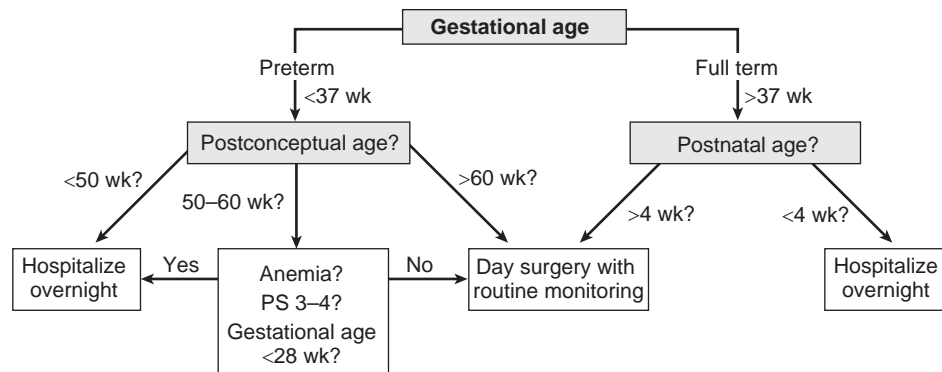 Gestational age
Preterm
Full term
<37 wk
>37 wk
Postconceptual age?
Postnatal age?
<50 wk?
50–60 wk?
>60 wk?
>4 wk?
<4 wk?
Hospitalize
overnight
Yes
Anemia?
PS 3–4?
Gestational age
<28 wk?
No
Day surgery with
routine monitoring
Hospitalize
overnight